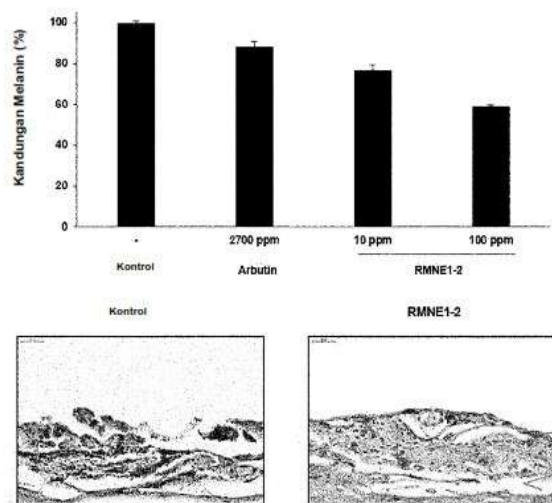 Kandungan Melanin (%)
100
80
60
40
20
0
- 2700 ppm 10 ppm 100 ppm
Kontrol Arbutin RMNE1-2
Kontrol RMNE1-2